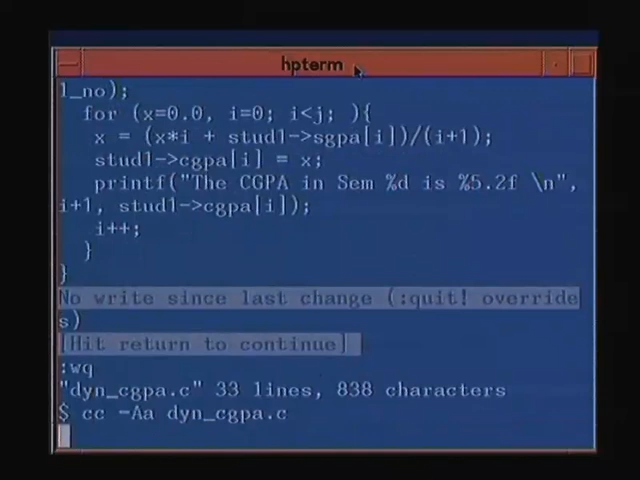 hpterm
l_no);
for (x=0.0, i=0; i<j; ){
x = (x*i + stud1->sgpa[i])/(i+1);
stud1->cgpa[i] = x;
printf("The CGPA in Sem %d is %5.2f \n",
i+1, stud1->cgpa[i]);
i++;
}
}
No write since last change (:quit! override
s)
[Hit return to continue]
:wq
"dyn_cgpa.c" 33 lines, 838 characters
$ cc -Aa dyn_cgpa.c